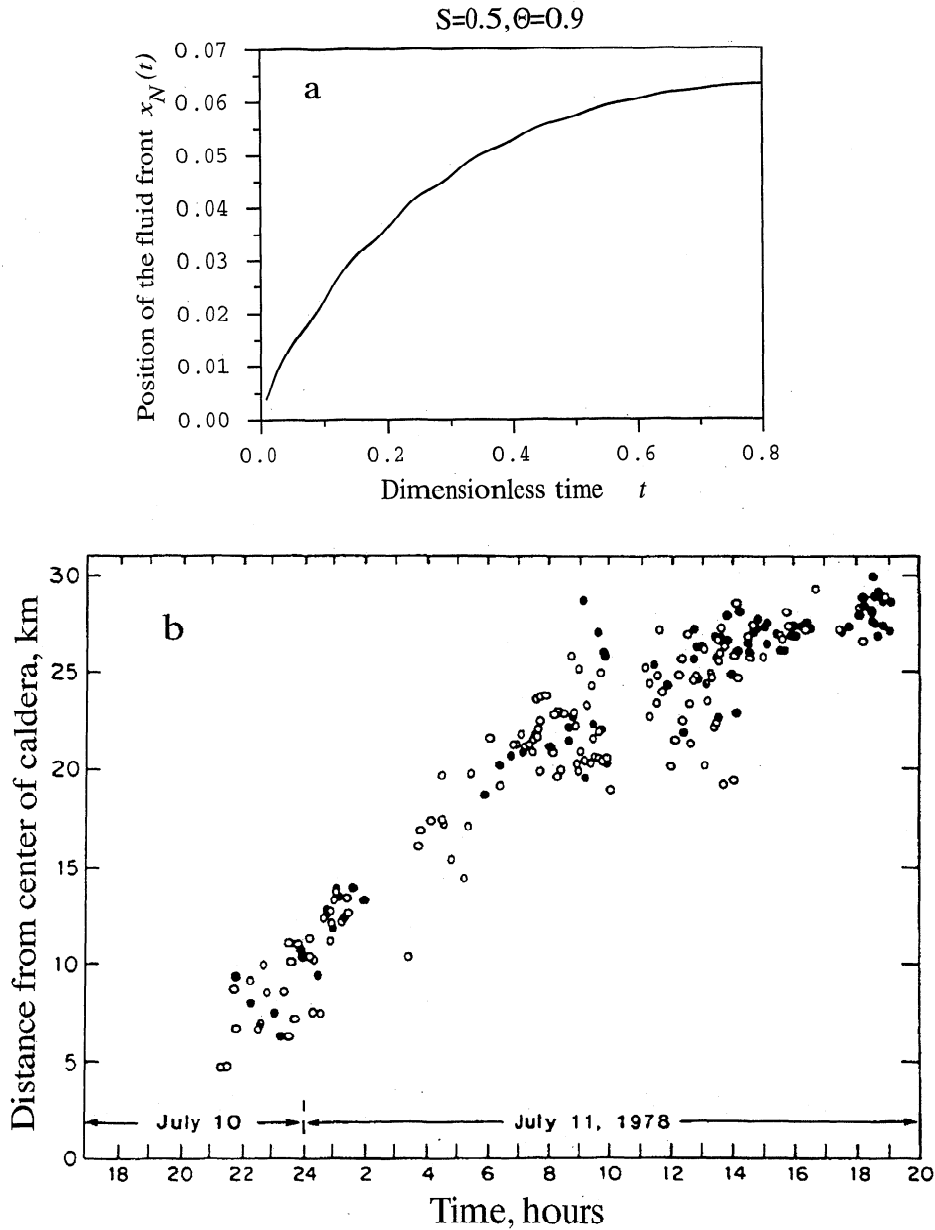 S=0.5,Θ=0.9
a
Position of the fluid front x_N(t)
0.07
0.06
0.05
0.04
0.03
0.02
0.01
0.00
0.0 0.2 0.4 0.6 0.8
Dimensionless time t
b
Distance from center of caldera, km
30
25
20
15
10
5
0
July 10 July 11, 1978
18 20 22 24 2 4 6 8 10 12 14 16 18 20
Time, hours